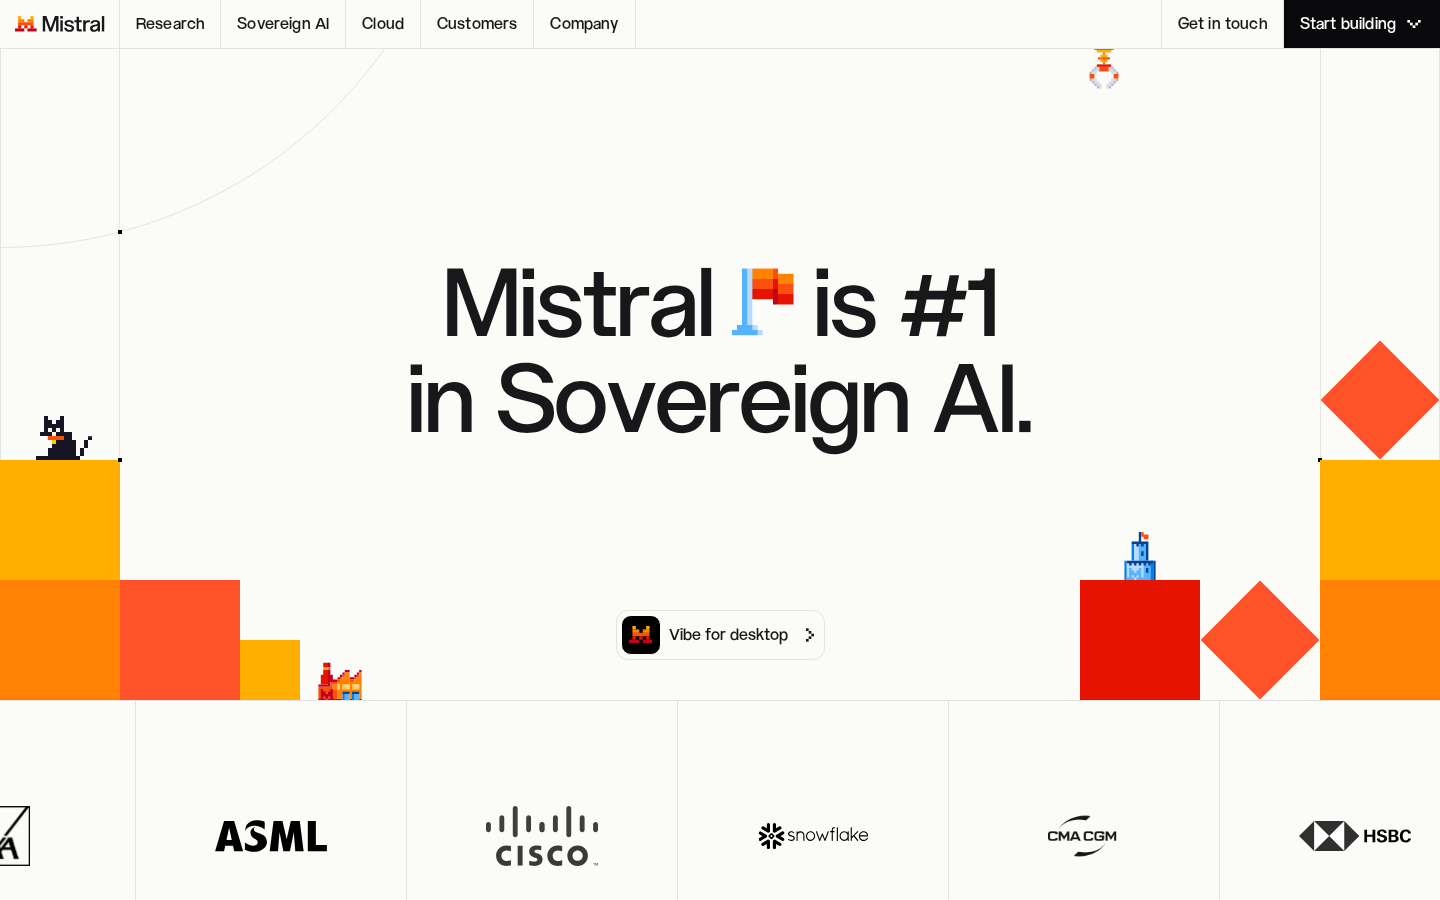 Mistral
Research
Sovereign AI
Cloud
Customers
Company
Get in touch
Start building
Mistral is #1
in Sovereign AI.
Vibe for desktop
ASML
CISCO
snowflake
CMA CGM
HSBC